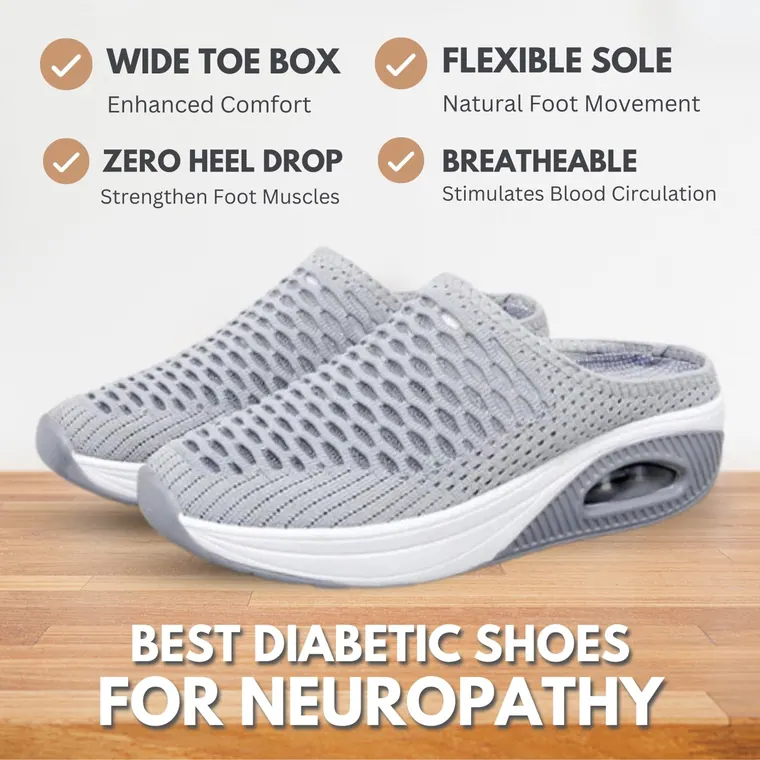 WIDE TOE BOX
Enhanced Comfort
FLEXIBLE SOLE
Natural Foot Movement
ZERO HEEL DROP
Strengthen Foot Muscles
BREATHEABLE
Stimulates Blood Circulation
BEST DIABETIC SHOES
FOR NEUROPATHY